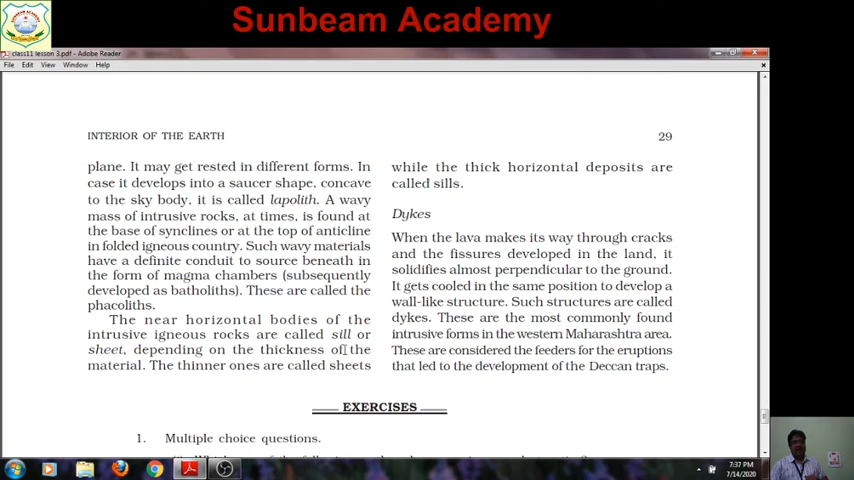 Sunbeam Academy
class11 lesson 3.pdf - Adobe Reader
File Edit View Window Help
INTERIOR OF THE EARTH
29
plane. It may get rested in different forms. In
case it develops into a saucer shape, concave
to the sky body, it is called lapolith. A wavy
mass of intrusive rocks, at times, is found at
the base of synclines or at the top of anticline
in folded igneous country. Such wavy materials
have a definite conduit to source beneath in
the form of magma chambers (subsequently
developed as batholiths). These are called the
phacoliths.
The near horizontal bodies of the
intrusive igneous rocks are called sill or
sheet, depending on the thickness of the
material. The thinner ones are called sheets
while the thick horizontal deposits are
called sills.
Dykes
When the lava makes its way through cracks
and the fissures developed in the land, it
solidifies almost perpendicular to the ground.
It gets cooled in the same position to develop a
wall-like structure. Such structures are called
dykes. These are the most commonly found
intrusive forms in the western Maharashtra area.
These are considered the feeders for the eruptions
that led to the development of the Deccan traps.
EXERCISES
1. Multiple choice questions.
7:37 PM
7/14/2020